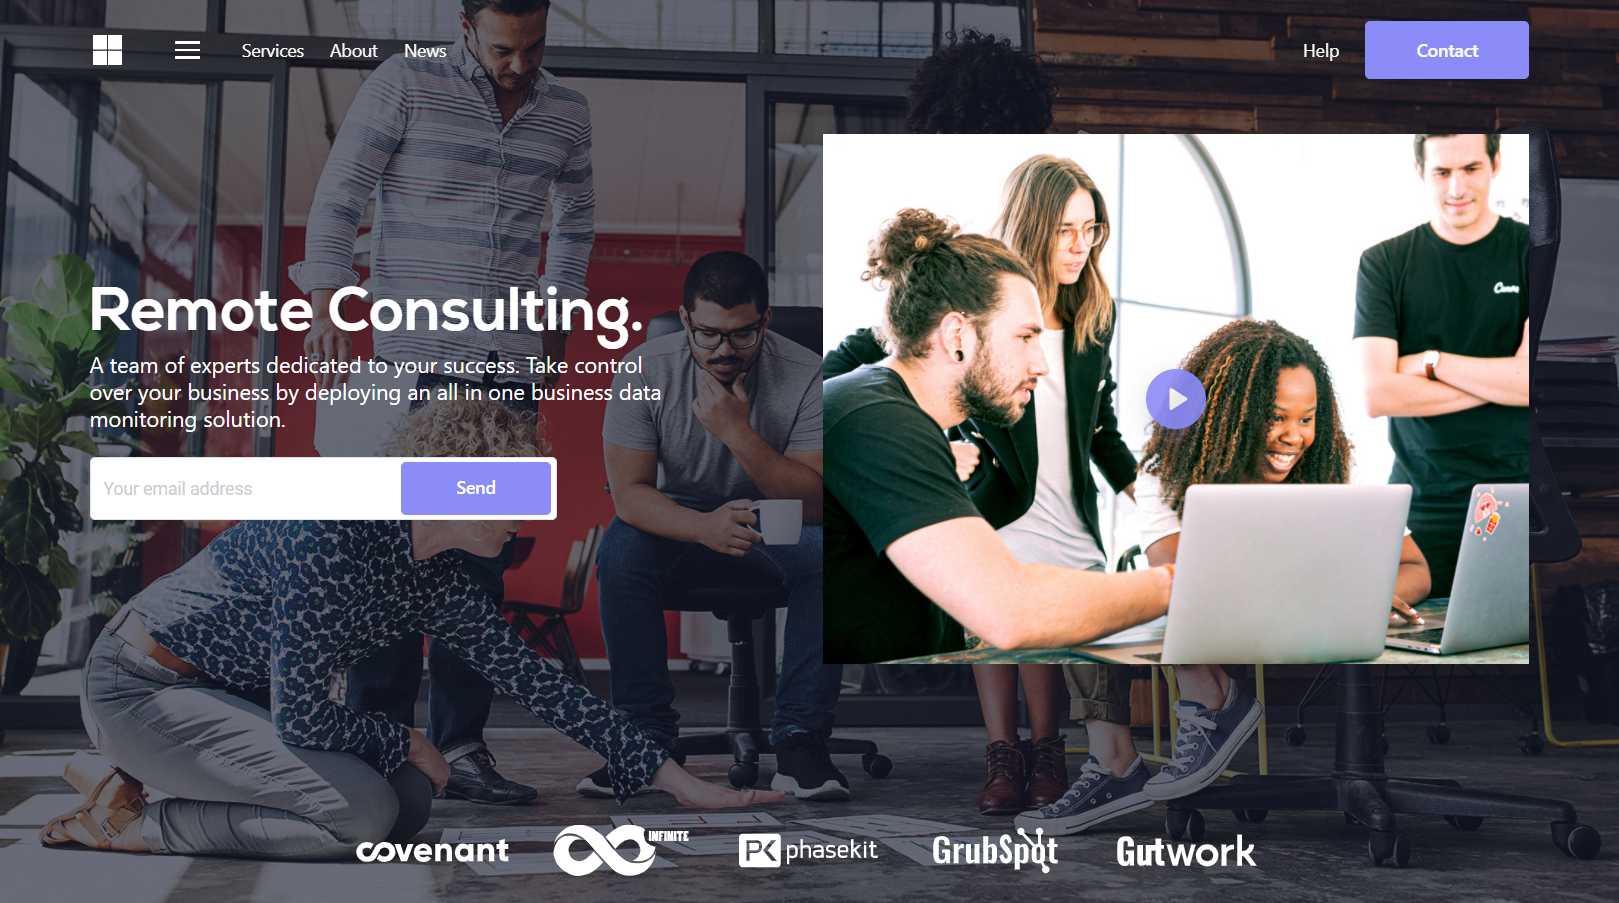 Services About News Help Contact
Remote Consulting.
A team of experts dedicated to your success. Take control
over your business by deploying an all in one business data
monitoring solution.
Your email address Send
covenant INFINITE PK phasekit GrubSpot Gutwork